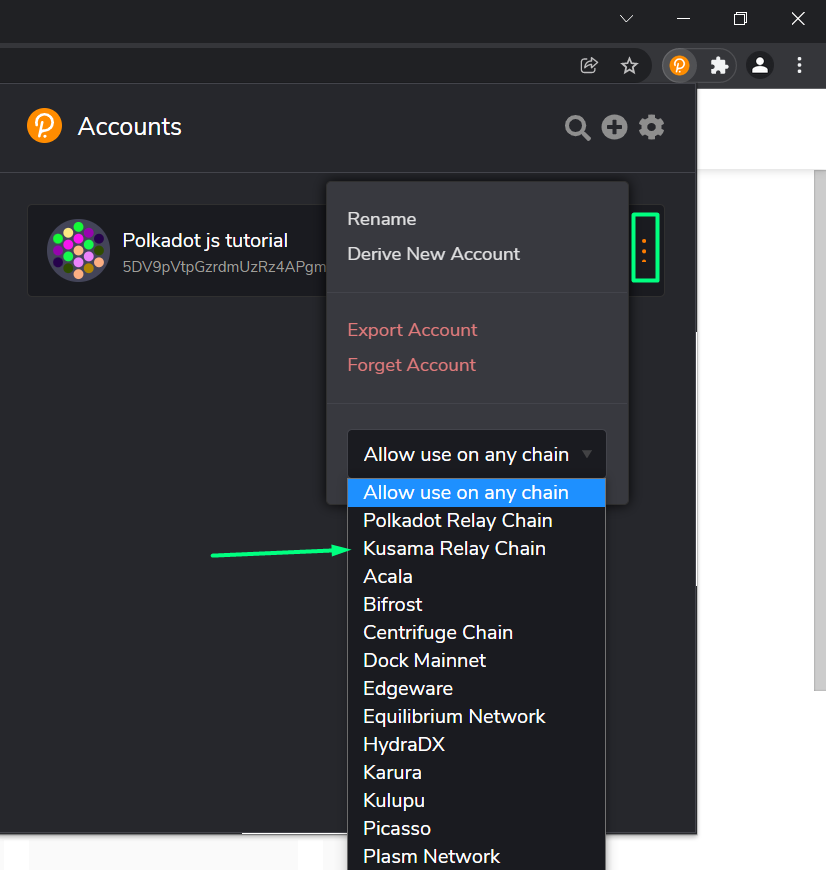 Accounts
Polkadot js tutorial
5DV9pVtpGzrdmUzRz4APgm
Rename
Derive New Account
Export Account
Forget Account
Allow use on any chain
Allow use on any chain
Polkadot Relay Chain
Kusama Relay Chain
Acala
Bifrost
Centrifuge Chain
Dock Mainnet
Edgeware
Equilibrium Network
HydraDX
Karura
Kulupu
Picasso
Plasm Network